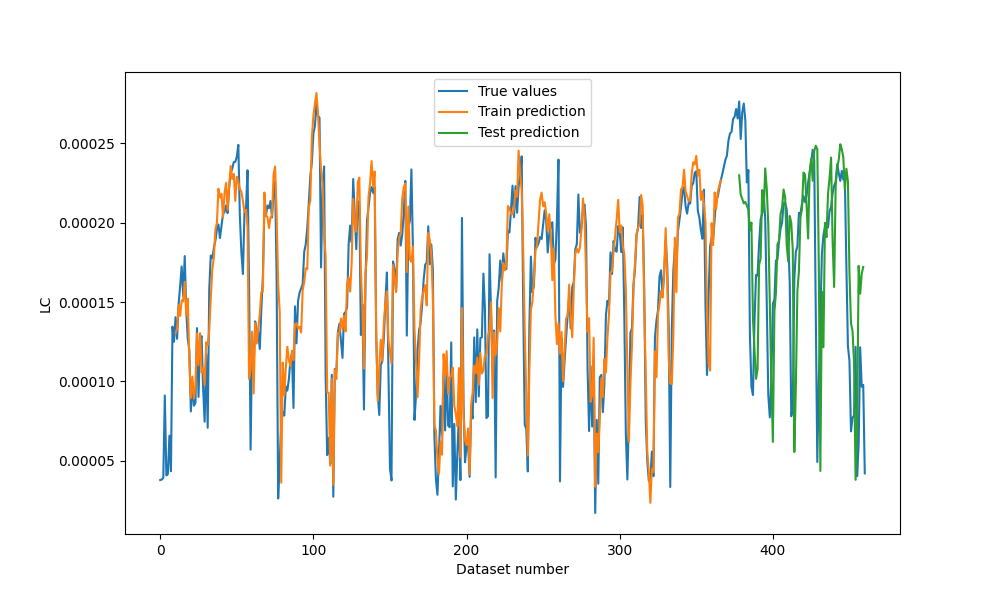 True values
Train prediction
Test prediction
0.00025
0.00020
0.00015
0.00010
0.00005
LC
0 100 200 300 400
Dataset number